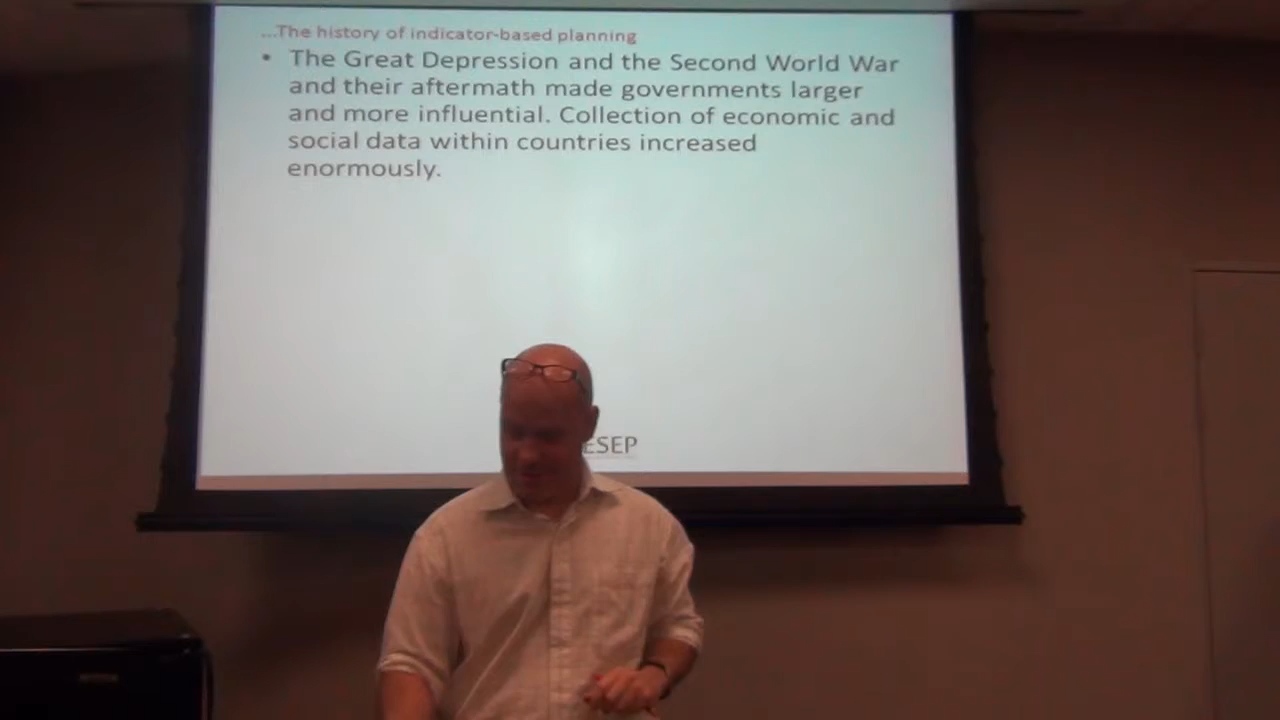 ...The history of indicator-based planning
• The Great Depression and the Second World War
and their aftermath made governments larger
and more influential. Collection of economic and
social data within countries increased
enormously.
ESEP